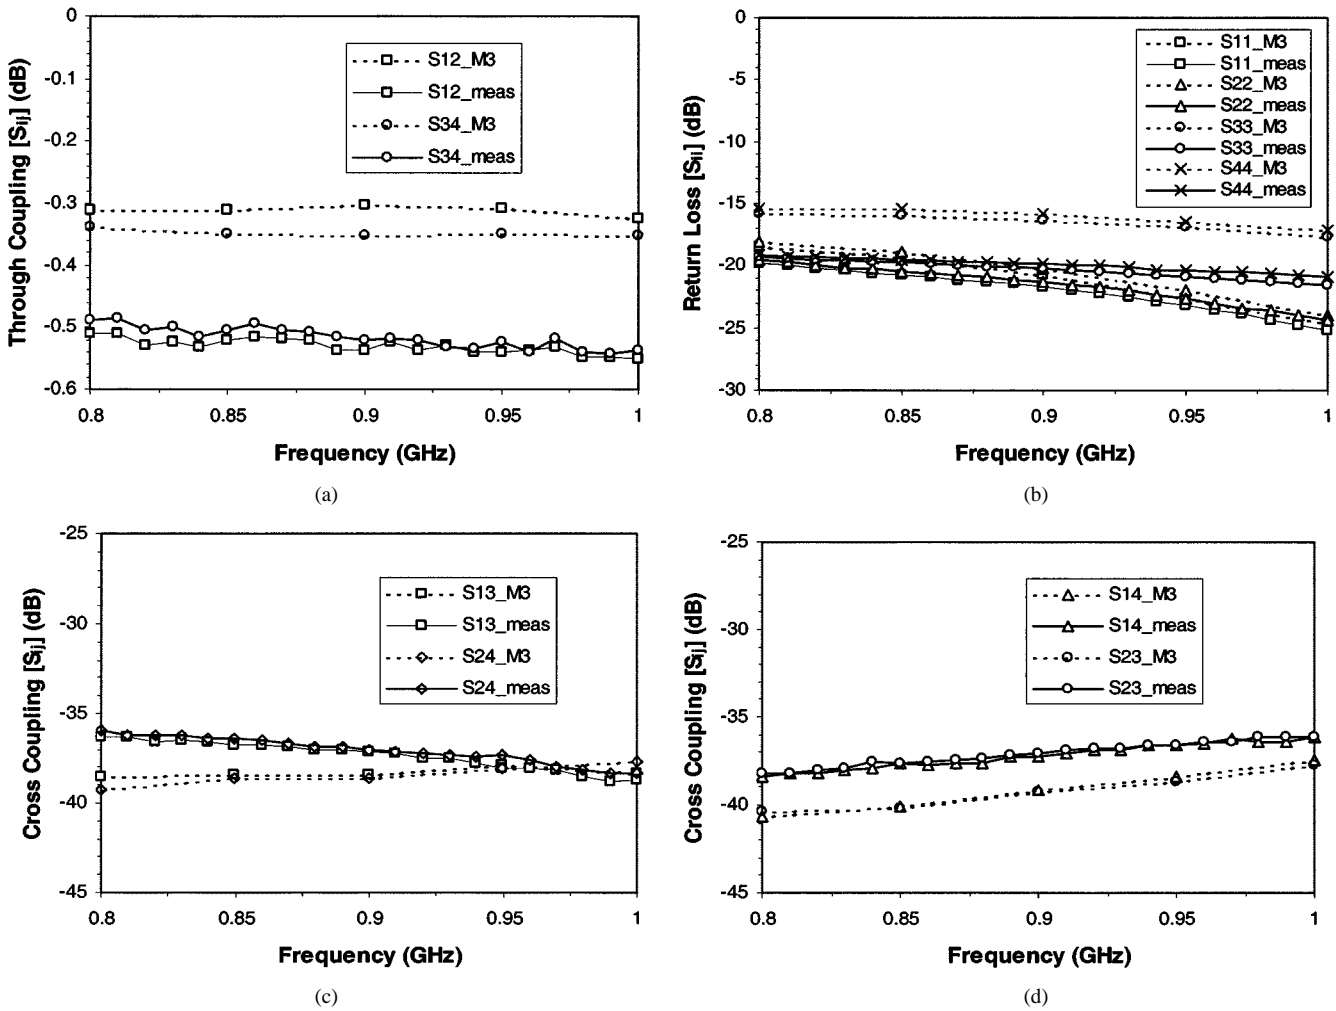 0
-0.1
-0.2
-0.3
-0.4
-0.5
-0.6
0.8
0.85
0.9
0.95
1
Through Coupling [Sij] (dB)
Frequency (GHz)
S12_M3
S12_meas
S34_M3
S34_meas
(a)
0
-5
-10
-15
-20
-25
-30
0.8
0.85
0.9
0.95
1
Return Loss [Sii] (dB)
Frequency (GHz)
S11_M3
S11_meas
S22_M3
S22_meas
S33_M3
S33_meas
S44_M3
S44_meas
(b)
-25
-30
-35
-40
-45
0.8
0.85
0.9
0.95
1
Cross Coupling [Sij] (dB)
Frequency (GHz)
S13_M3
S13_meas
S24_M3
S24_meas
(c)
-25
-30
-35
-40
-45
0.8
0.85
0.9
0.95
1
Cross Coupling [Sij] (dB)
Frequency (GHz)
S14_M3
S14_meas
S23_M3
S23_meas
(d)